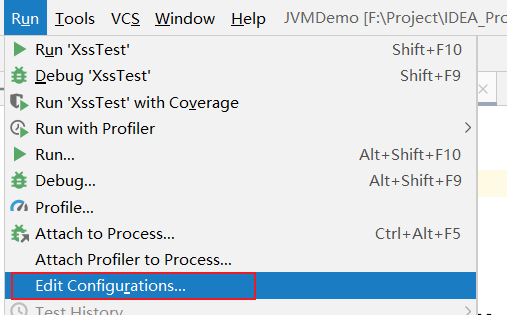 Run Tools VCS Window Help JVMDemo [F:\Project\IDEA_Pro
Run 'XssTest' Shift+F10
Debug 'XssTest' Shift+F9
Run 'XssTest' with Coverage
Run with Profiler
Run... Alt+Shift+F10
Debug... Alt+Shift+F9
Profile...
Attach to Process... Ctrl+Alt+F5
Attach Profiler to Process...
Edit Configurations...
Test History